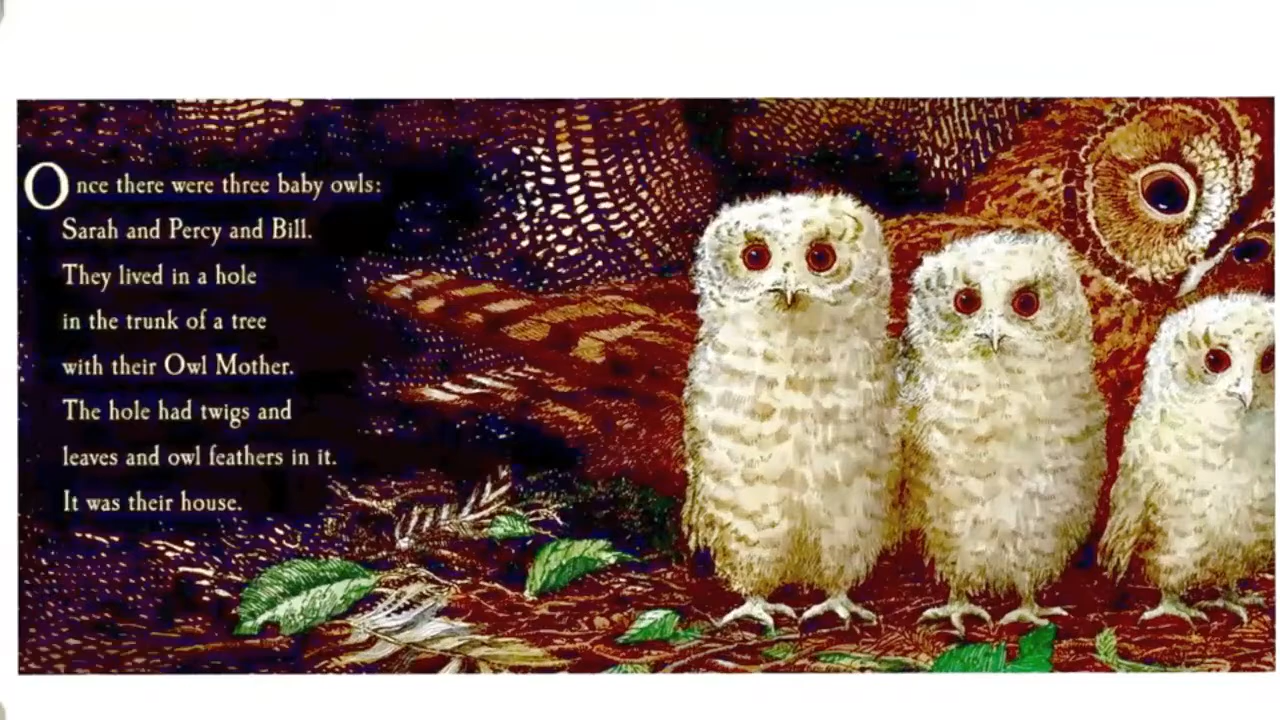 Once there were three baby owls:
Sarah and Percy and Bill.
They lived in a hole
in the trunk of a tree
with their Owl Mother.
The hole had twigs and
leaves and owl feathers in it.
It was their house.